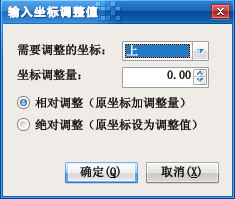 输入坐标调整值
需要调整的坐标： 上
坐标调整量： 0.00
相对调整（原坐标加调整量）
绝对调整（原坐标设为调整值）
确定(O) 取消(X)